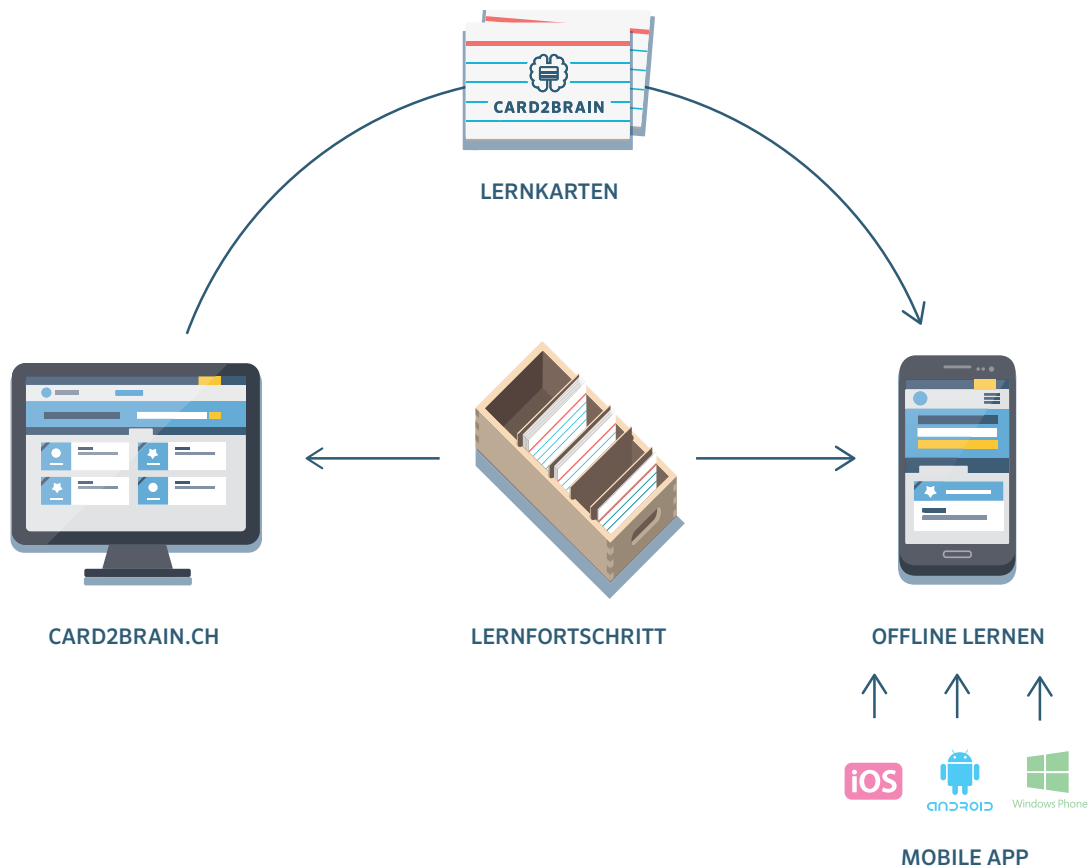 CARD2BRAIN
LERNKARTEN
CARD2BRAIN.CH
LERNFORTSCHRITT
OFFLINE LERNEN
iOS
ANDROID
Windows Phone
MOBILE APP